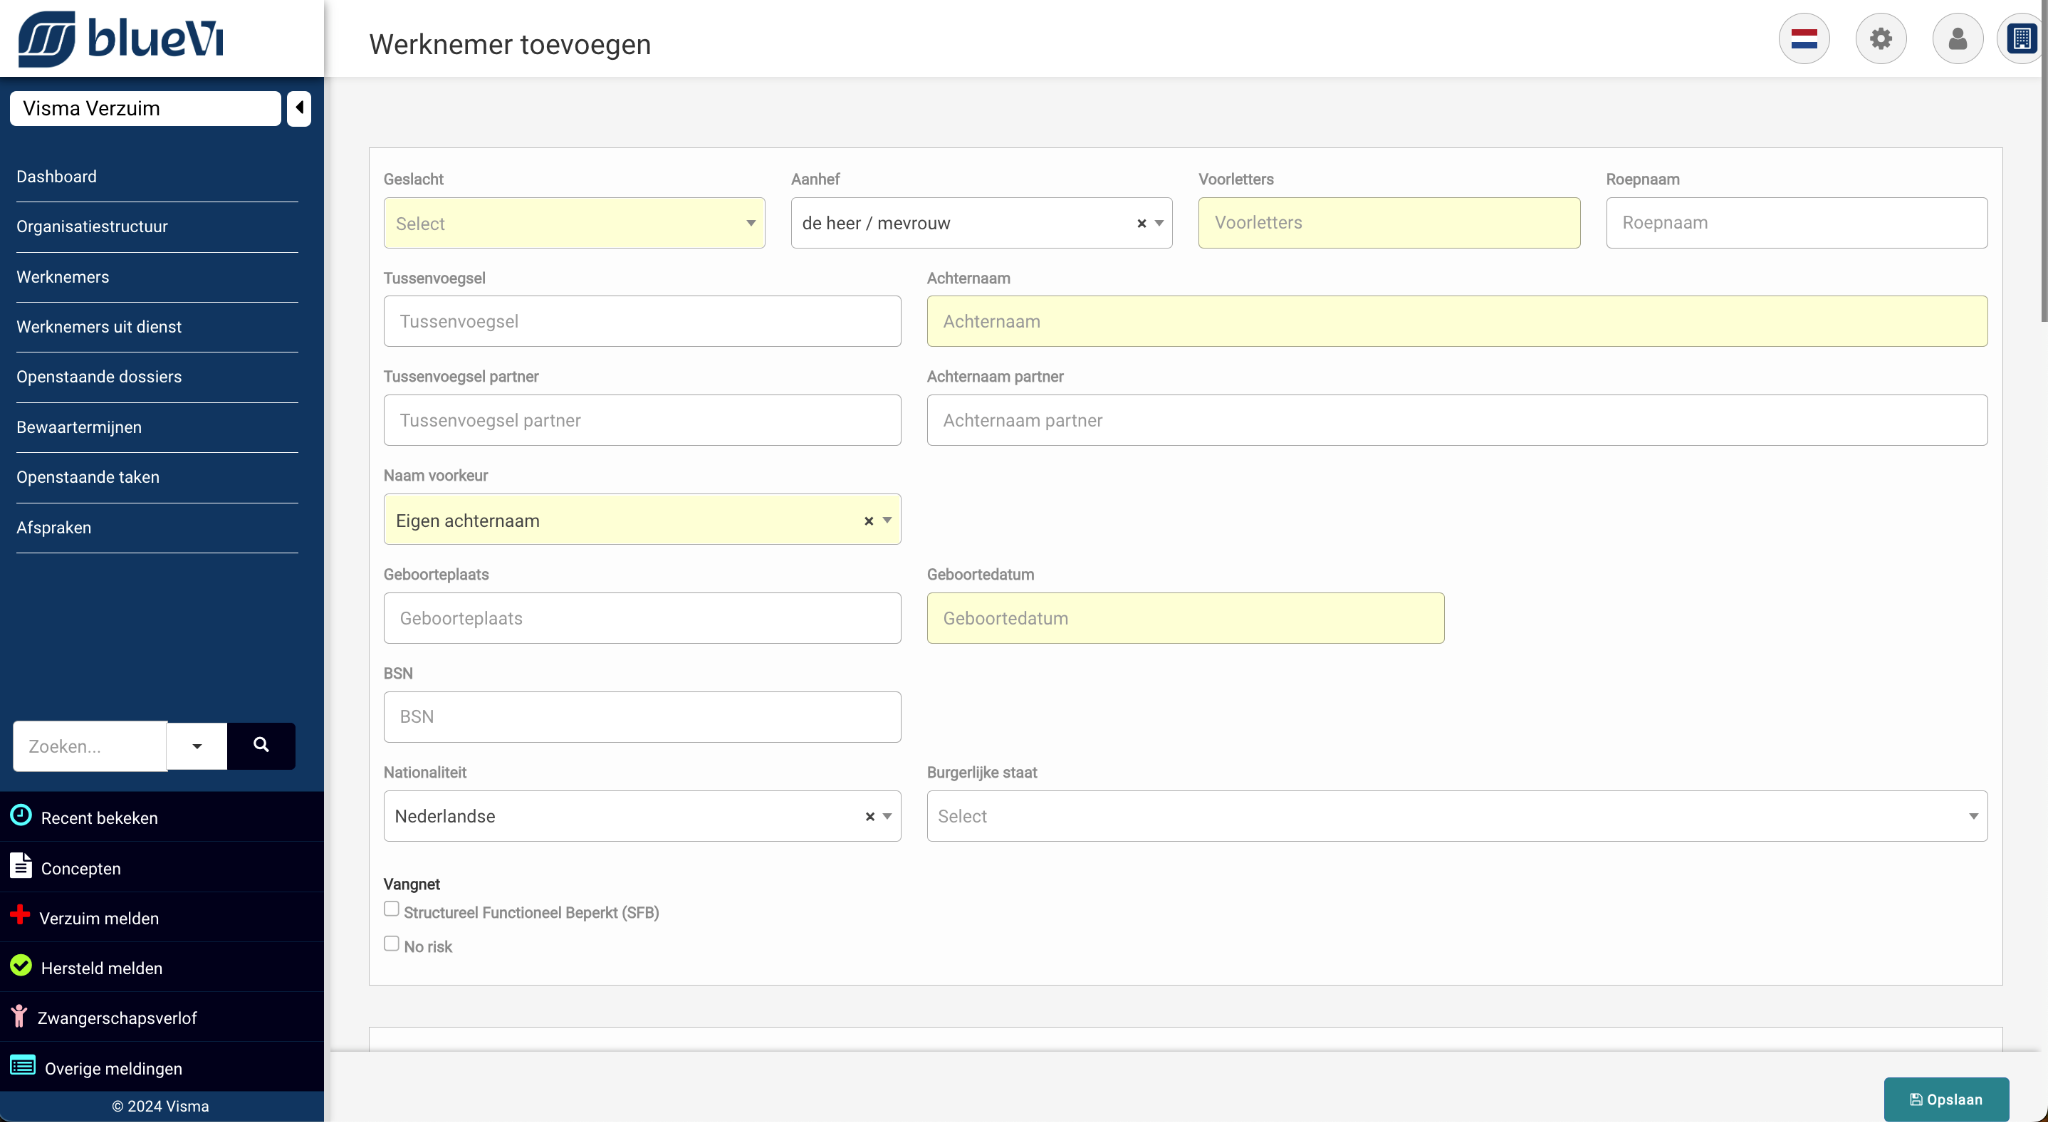 blueVi
Werknemer toevoegen
Visma Verzuim
Dashboard
Organisatiestructuur
Werknemers
Werknemers uit dienst
Openstaande dossiers
Bewaartermijnen
Openstaande taken
Afspraken
Zoeken...
Recent bekeken
Concepten
Verzuim melden
Hersteld melden
Zwangerschapsverlof
Overige meldingen
© 2024 Visma
Geslacht Aanhef Voorletters Roepnaam
Select de heer / mevrouw × Voorletters Roepnaam
Tussenvoegsel Achternaam
Tussenvoegsel Achternaam
Tussenvoegsel partner Achternaam partner
Tussenvoegsel partner Achternaam partner
Naam voorkeur
Eigen achternaam ×
Geboorteplaats Geboortedatum
Geboorteplaats Geboortedatum
BSN
BSN
Nationaliteit Burgerlijke staat
Nederlandse × Select
Vangnet
Structureel Functioneel Beperkt (SFB)
No risk
Opslaan